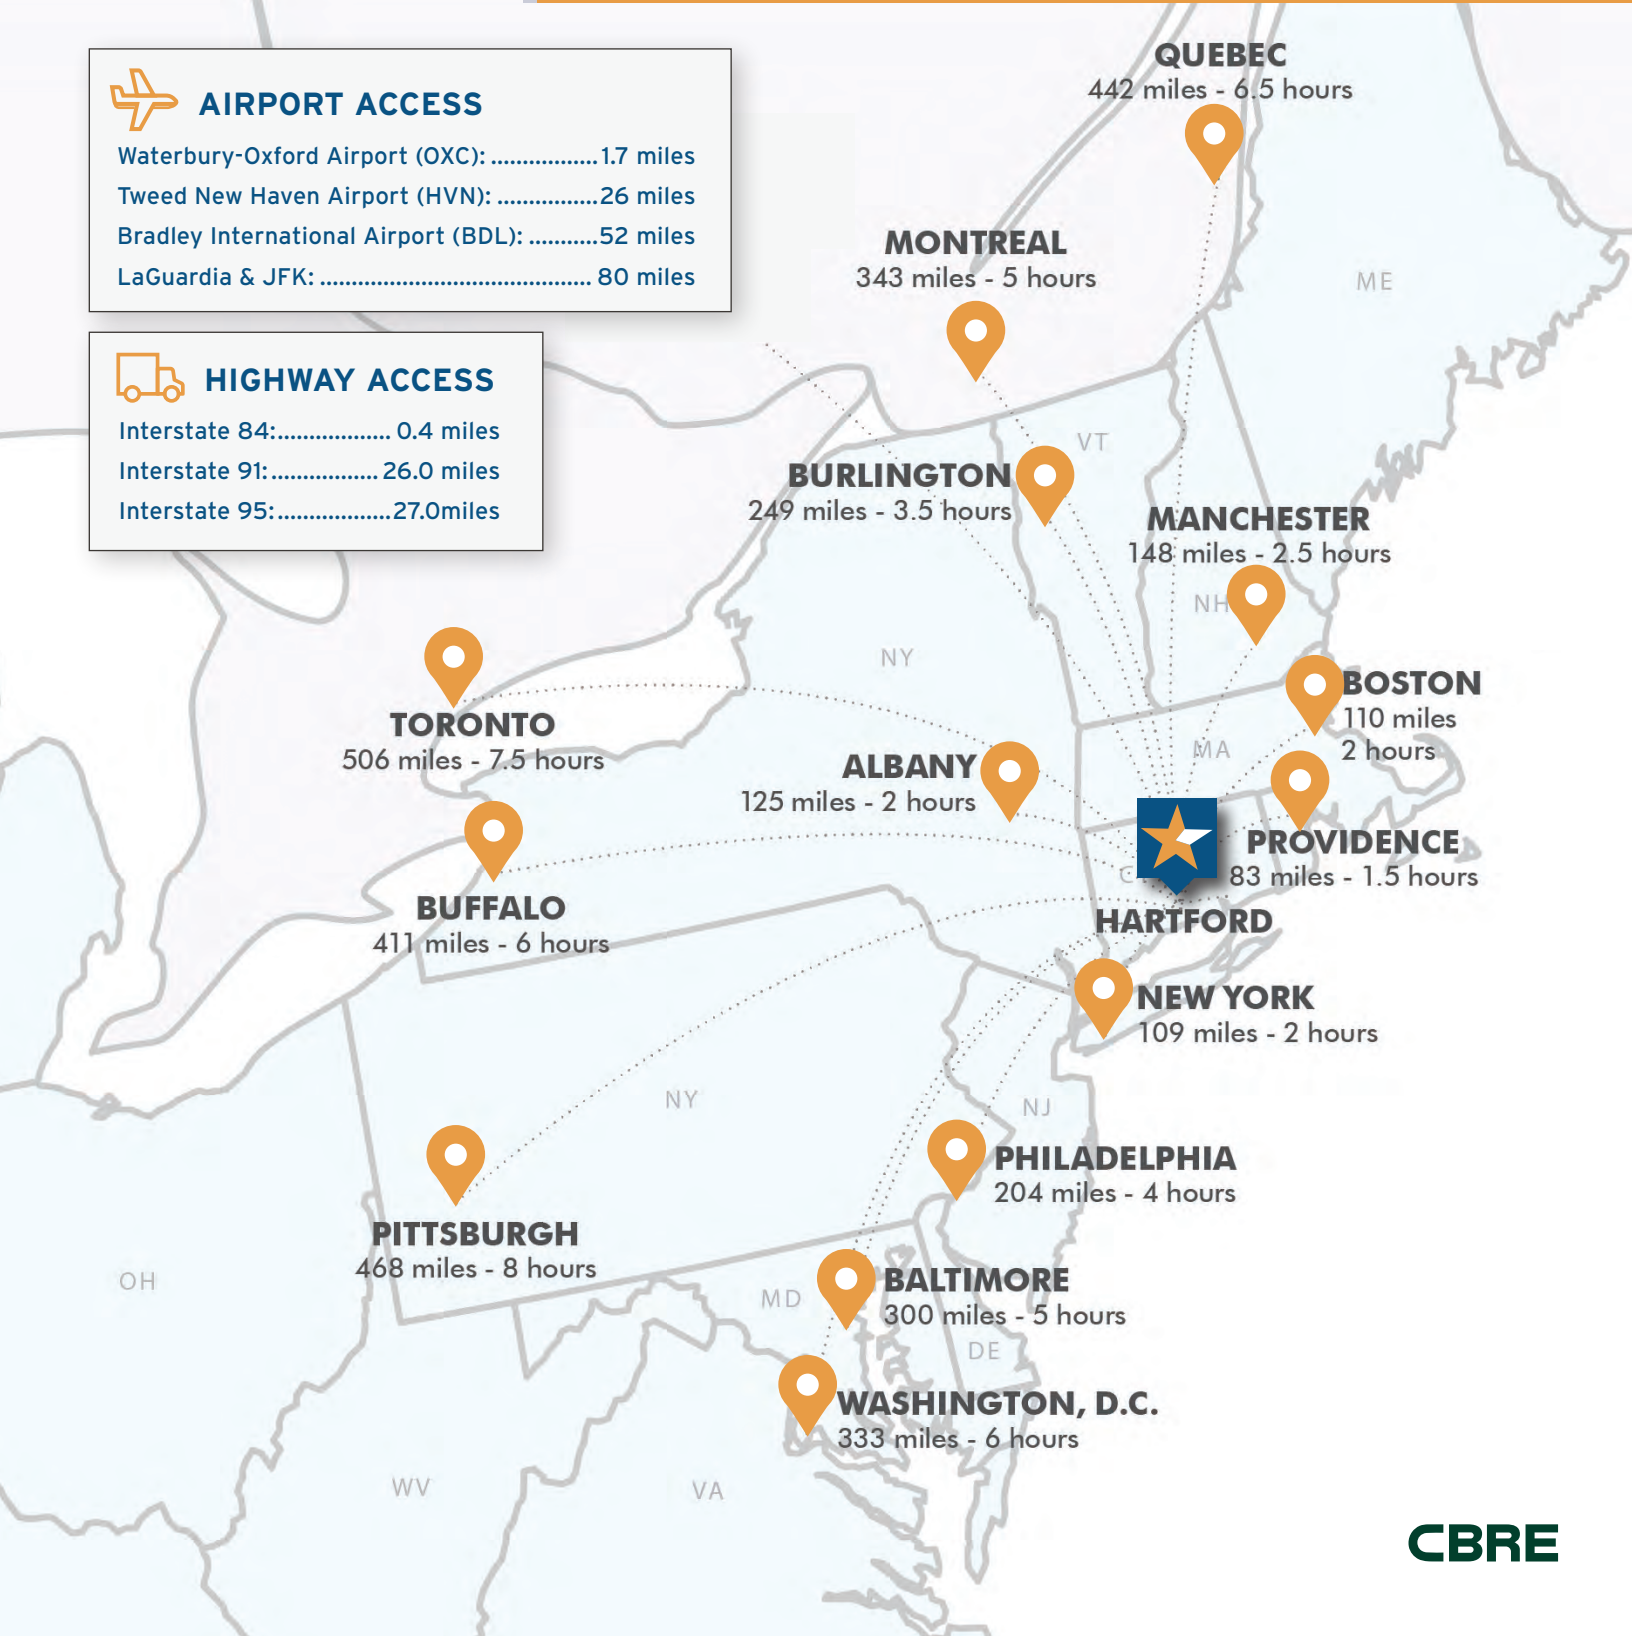 AIRPORT ACCESS
Waterbury-Oxford Airport (OXC): .................1.7 miles
Tweed New Haven Airport (HVN): ................26 miles
Bradley International Airport (BDL): ...........52 miles
LaGuardia & JFK: ........................................... 80 miles
HIGHWAY ACCESS
Interstate 84:.................. 0.4 miles
Interstate 91:................. 26.0 miles
Interstate 95:..................27.0miles
QUEBEC
442 miles - 6.5 hours
MONTREAL
343 miles - 5 hours
ME
VT
BURLINGTON
249 miles - 3.5 hours
MANCHESTER
148 miles - 2.5 hours
NH
NY
TORONTO
506 miles - 7.5 hours
BOSTON
110 miles
2 hours
MA
ALBANY
125 miles - 2 hours
PROVIDENCE
83 miles - 1.5 hours
BUFFALO
411 miles - 6 hours
HARTFORD
NEW YORK
109 miles - 2 hours
NY
NJ
PHILADELPHIA
204 miles - 4 hours
PITTSBURGH
468 miles - 8 hours
OH
MD
BALTIMORE
300 miles - 5 hours
DE
WASHINGTON, D.C.
333 miles - 6 hours
WV
VA
CBRE